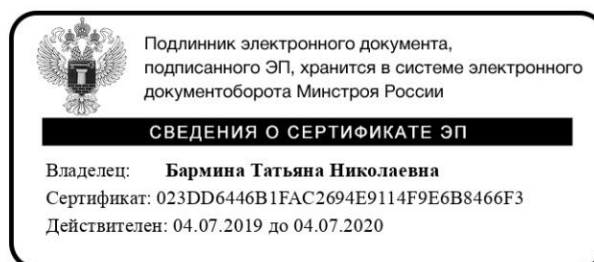 Подлинник электронного документа,
подписанного ЭП, хранится в системе электронного
документоборота Минстроя России
СВЕДЕНИЯ О СЕРТИФИКАТЕ ЭП
Владелец: Бармина Татьяна Николаевна
Сертификат: 023DD6446B1FAC2694E9114F9E6B8466F3
Действителен: 04.07.2019 до 04.07.2020